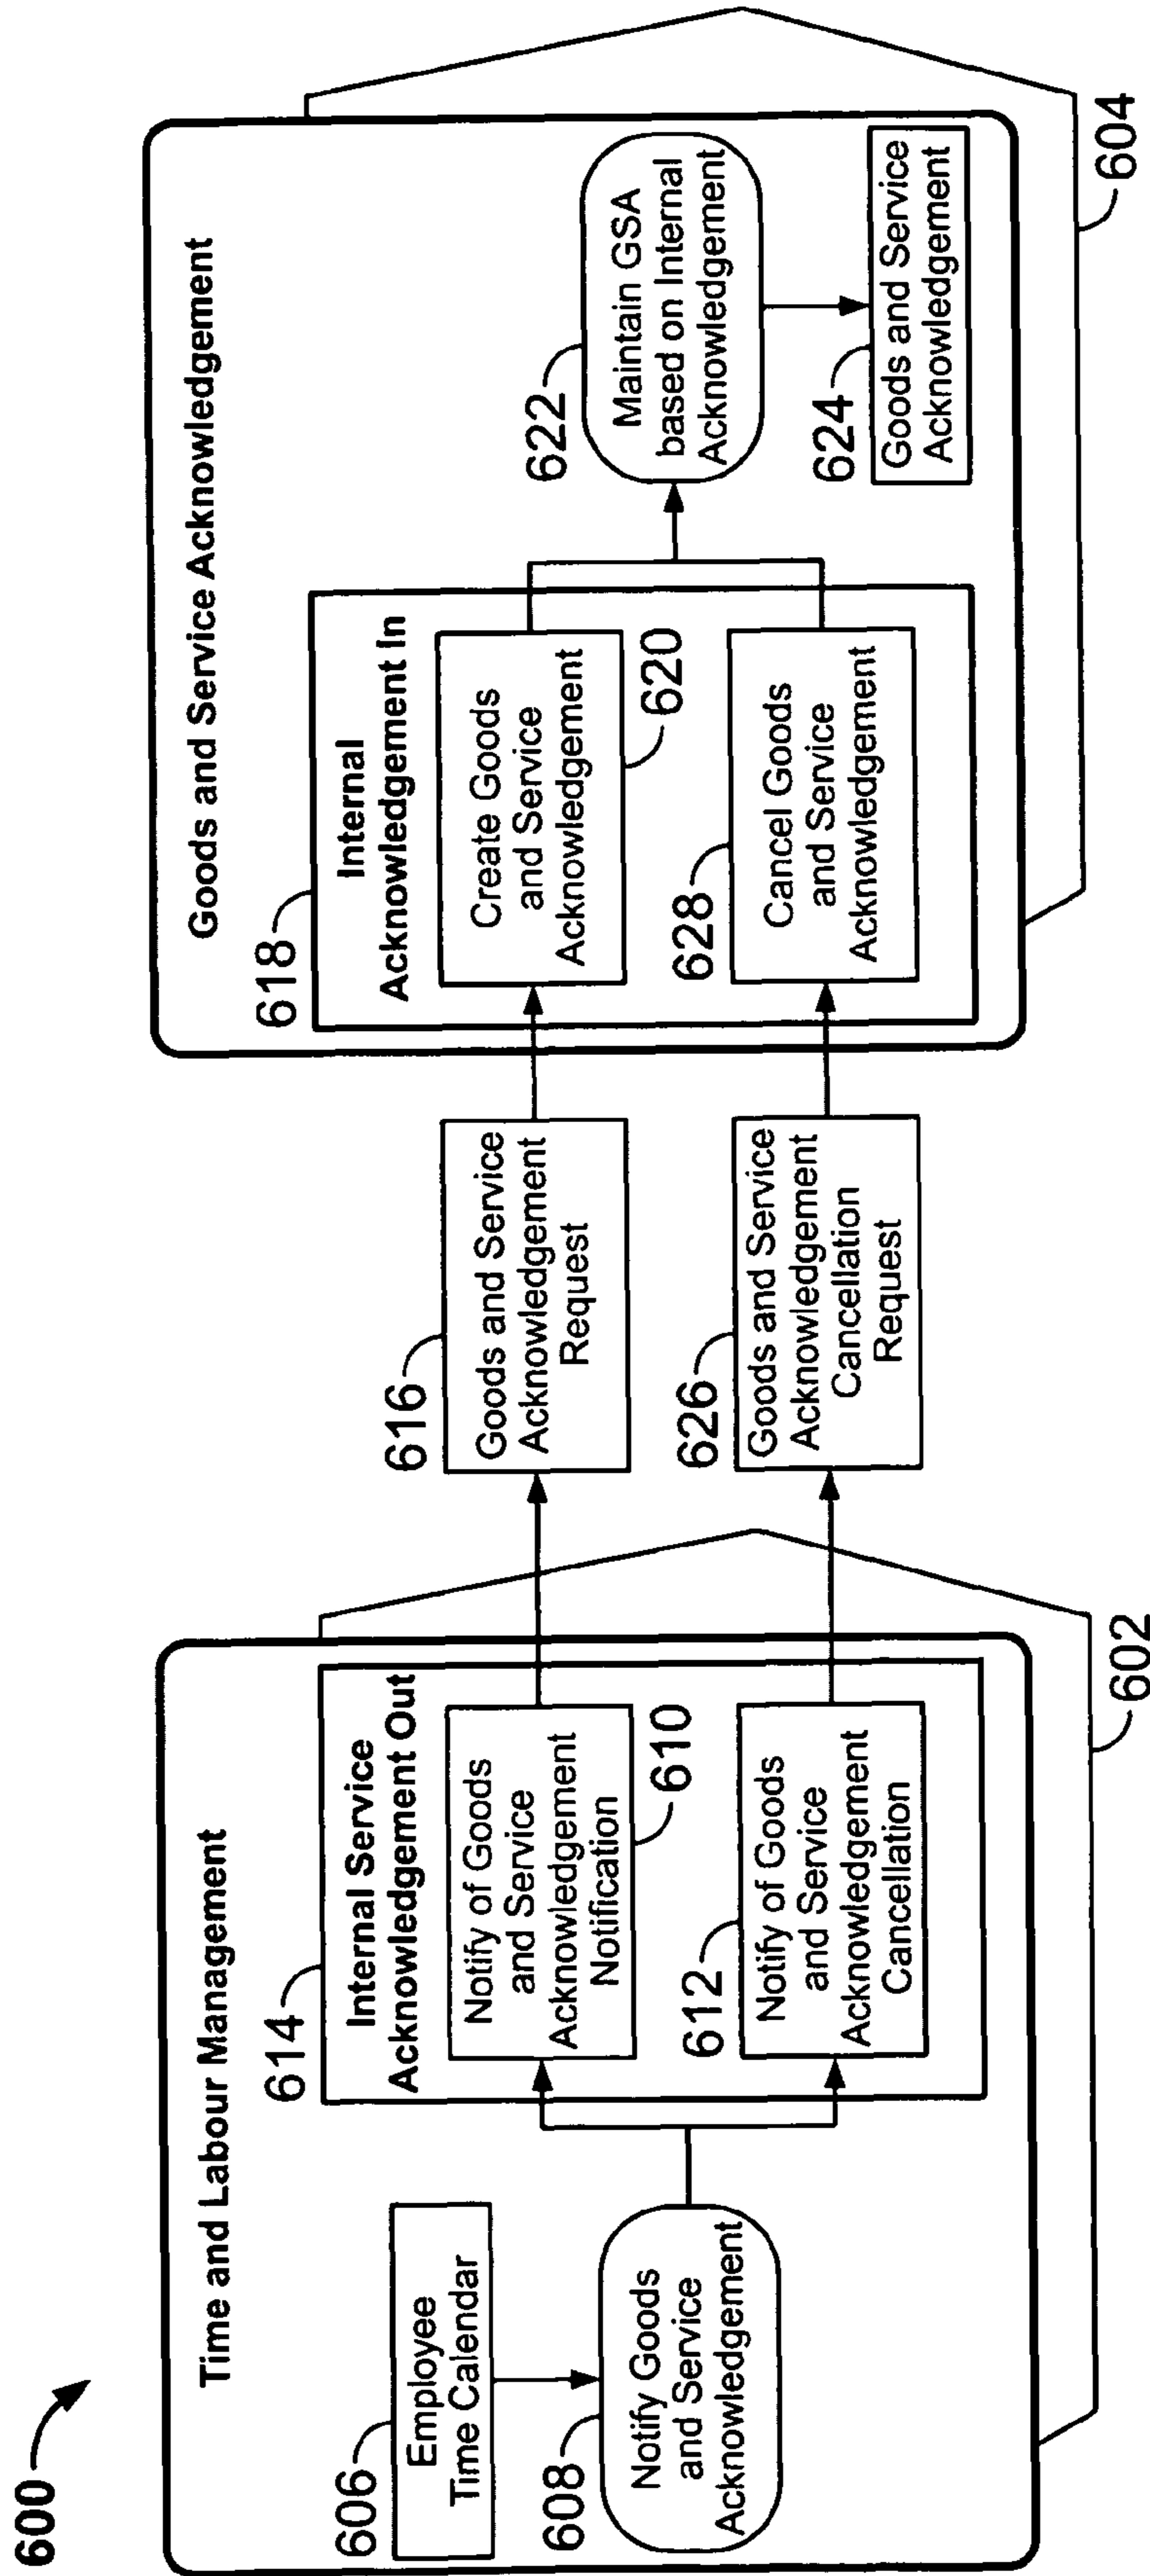 600
Time and Labour Management
606
Employee
Time Calendar
608
Notify Goods
and Service
Acknowledgement
614
Internal Service
Acknowledgement Out
Notify of Goods
and Service
Acknowledgement
Notification
610
612
Notify of Goods
and Service
Acknowledgement
Cancellation
602
616
Goods and Service
Acknowledgement
Request
626
Goods and Service
Acknowledgement
Cancellation
Request
Goods and Service Acknowledgement
618
Internal
Acknowledgement In
Create Goods
and Service
Acknowledgement
620
628
Cancel Goods
and Service
Acknowledgement
622
Maintain GSA
based on Internal
Acknowledgement
624
Goods and Service
Acknowledgement
604